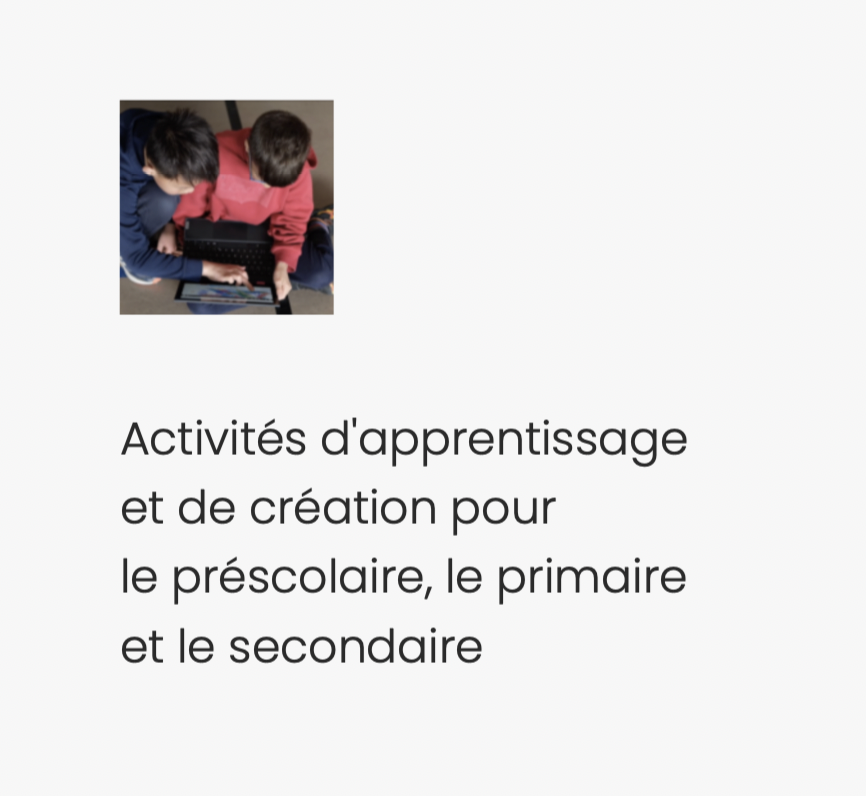 Activités d'apprentissage
et de création pour
le préscolaire, le primaire
et le secondaire